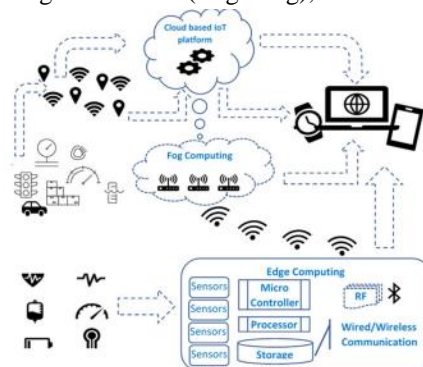 Cloud based IoT
platform
Fog Computing
Edge Computing
Sensors
Sensors
Sensors
Sensors
Micro
Controller
Processor
Storage
RF
Wired/Wireless
Communication